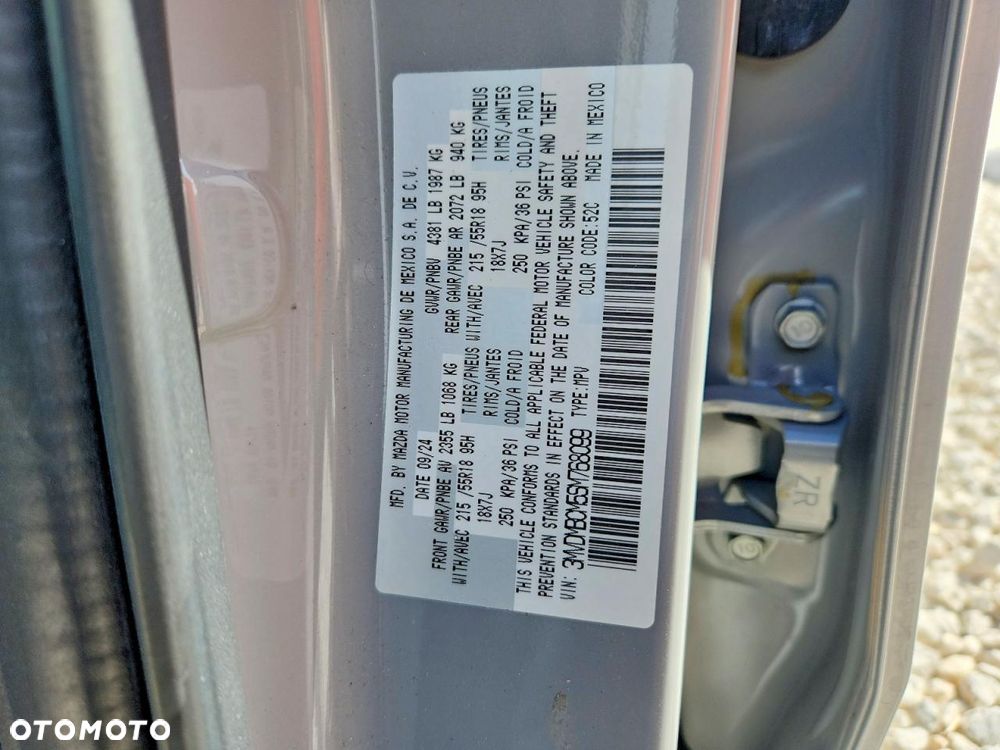 MFD. BY MAZDA MOTOR MANUFACTURING DE MEXICO S.A. DE C.V.
DATE 09/24 GVWR/PNBV 4381 LB 1987 KG
FRONT GAWR/PNBE AV 2355 LB 1068 KG REAR GAWR/PNBE AR 2072 LB 940 KG
WITH/AVEC 215 /55R18 95H TIRES/PNEUS WITH/AVEC 215 /55R18 95H TIRES/PNEUS
18X7J RIMS/JANTES 18X7J RIMS/JANTES
250 KPA/36 PSI COLD/A FROID 250 KPA/36 PSI COLD/A FROID
THIS VEHICLE CONFORMS TO ALL APPLICABLE FEDERAL MOTOR VEHICLE SAFETY AND THEFT
PREVENTION STANDARDS IN EFFECT ON THE DATE OF MANUFACTURE SHOWN ABOVE.
VIN: 3MVDMBCM5SM768099 TYPE:MPV COLOR CODE:52C MADE IN MEXICO
ZR
OTOMOTO